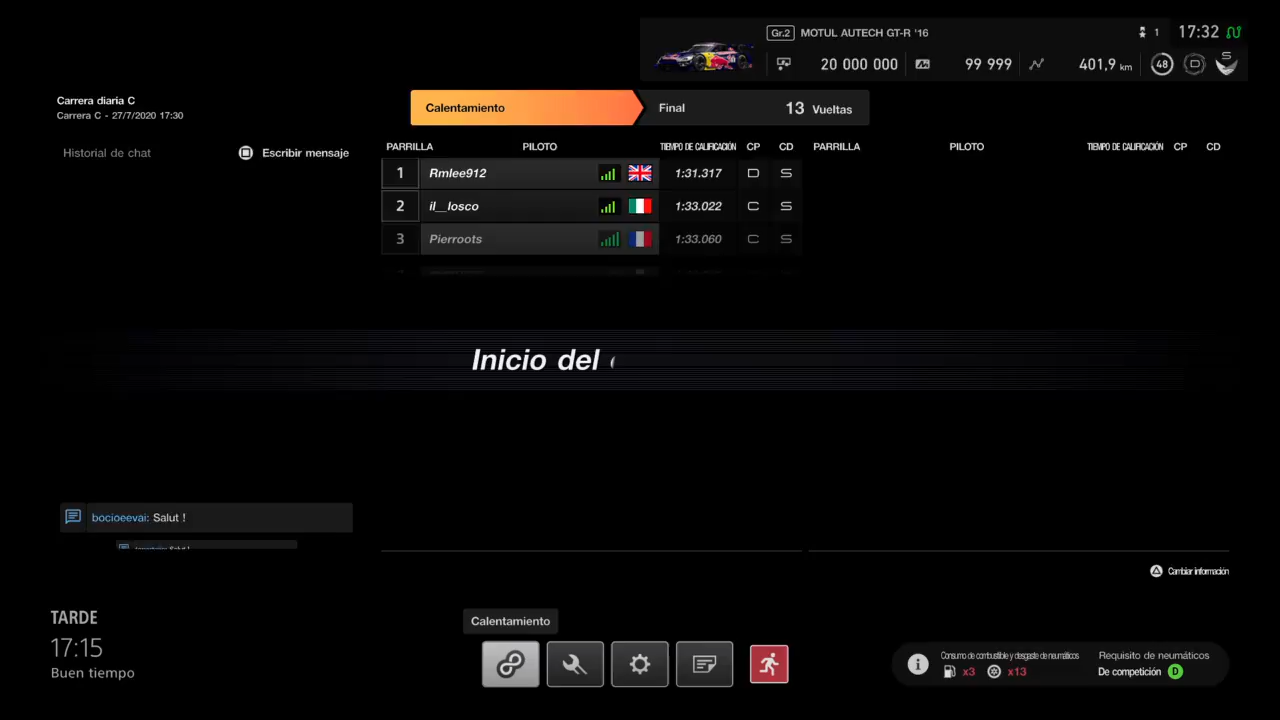 Gr.2 MOTUL AUTECH GT-R '16
1 17:32
20 000 000 99 999 401,9 km 48 D S
Carrera diaria C
Carrera C - 27/7/2020 17:30
Calentamiento Final 13 Vueltas
Historial de chat Escribir mensaje
PARRILLA PILOTO TIEMPO DE CALIFICACIÓN CP CD PARRILLA PILOTO TIEMPO DE CALIFICACIÓN CP CD
1 Rmlee912 1:31.317 D S
2 il__losco 1:33.022 C S
3 Pierroots 1:33.060 C S
Inicio del
bocioeevai: Salut !
Cambiar información
TARDE
17:15
Buen tiempo
Calentamiento
Consumo de combustible y desgaste de neumáticos
x3 x13
Requisito de neumáticos
De competición D